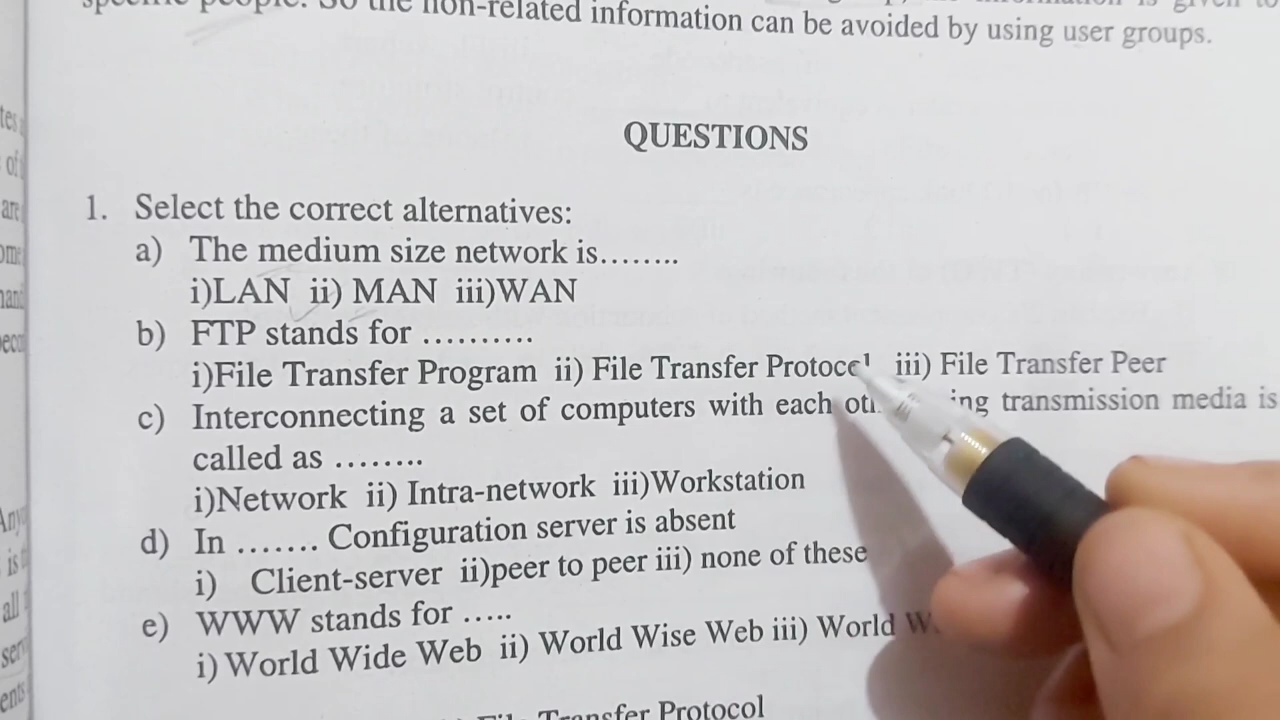 people. So the non-related information can be avoided by using user groups.
QUESTIONS
1. Select the correct alternatives:
a) The medium size network is........
i)LAN ii) MAN iii)WAN
b) FTP stands for ..........
i)File Transfer Program ii) File Transfer Protocol iii) File Transfer Peer
c) Interconnecting a set of computers with each transmission media is
called as ........
i)Network ii) Intra-network iii)Workstation
d) In ....... Configuration server is absent
i) Client-server ii)peer to peer iii) none of these
e) WWW stands for .....
i) World Wide Web ii) World Wise Web iii) World
File Transfer Protocol